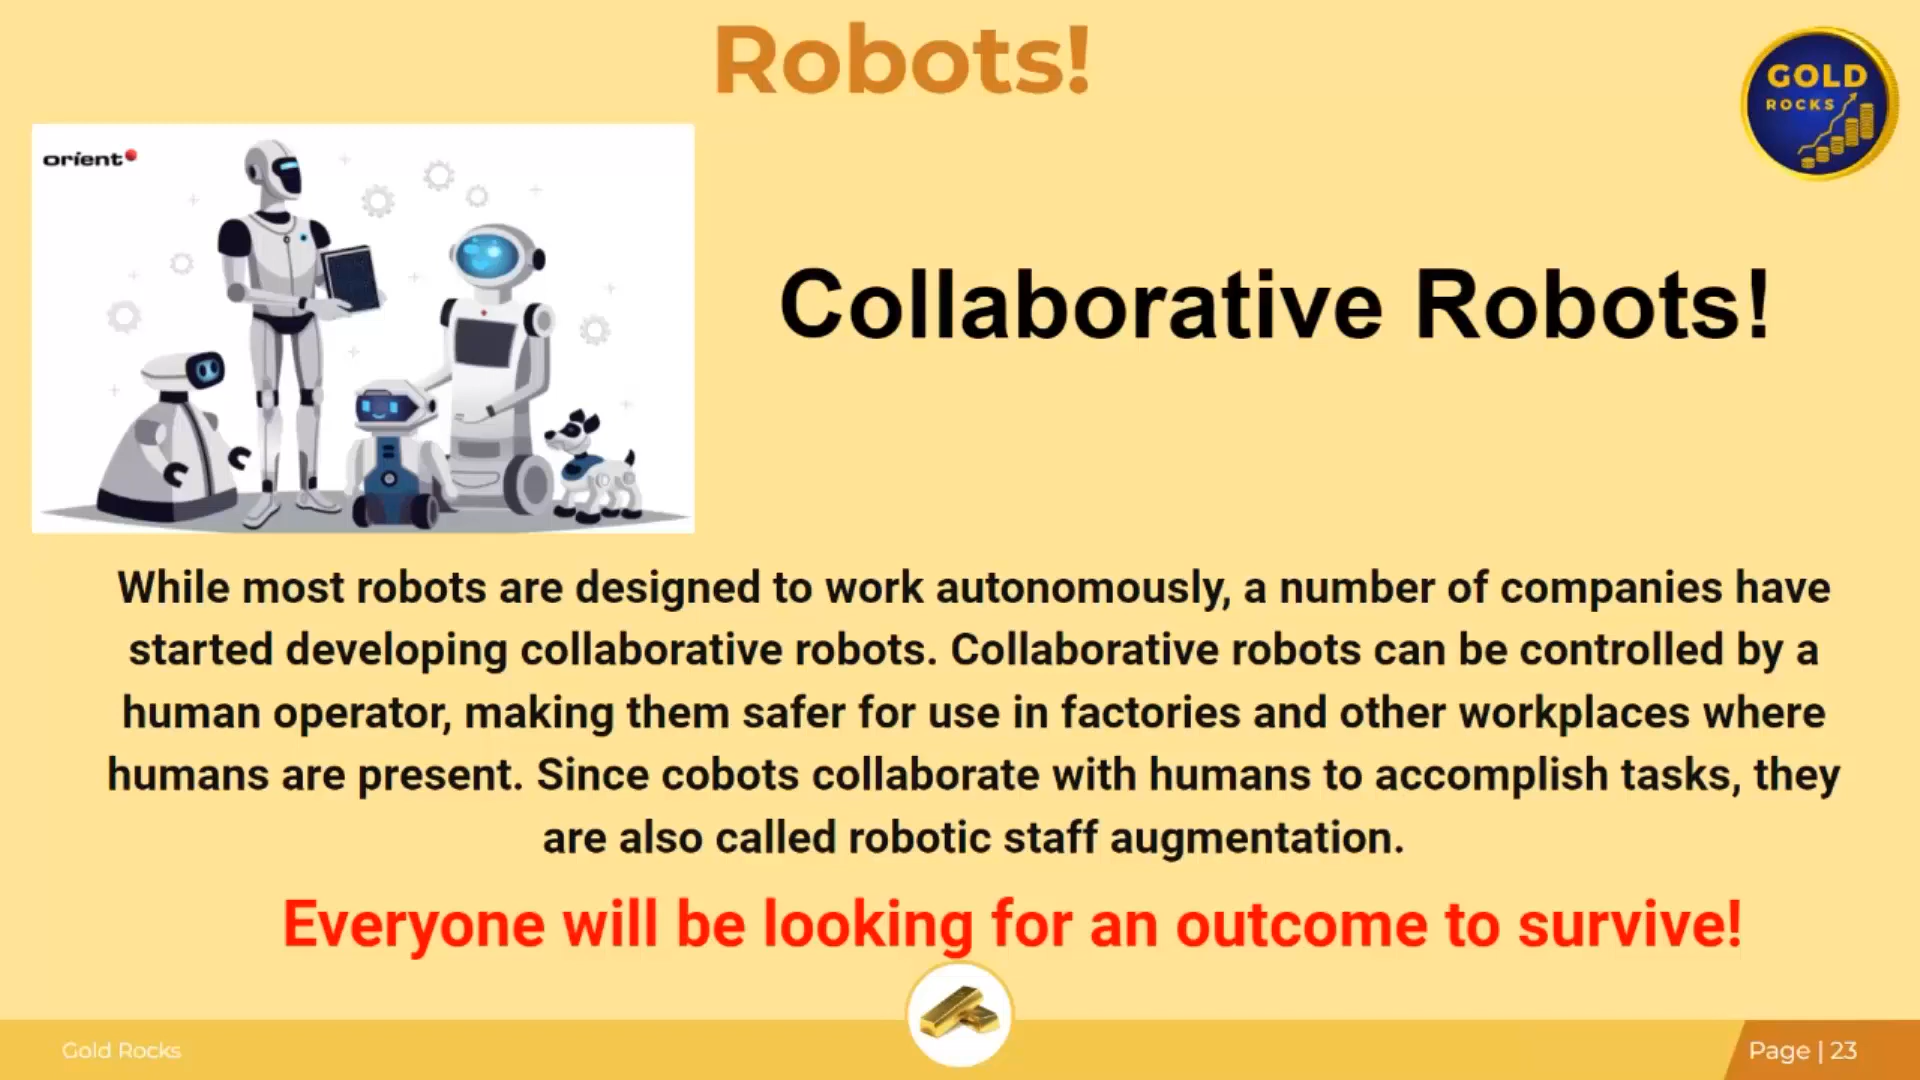 Robots!
GOLD
ROCKS
orient
Collaborative Robots!
While most robots are designed to work autonomously, a number of companies have
started developing collaborative robots. Collaborative robots can be controlled by a
human operator, making them safer for use in factories and other workplaces where
humans are present. Since cobots collaborate with humans to accomplish tasks, they
are also called robotic staff augmentation.
Everyone will be looking for an outcome to survive!
Gold Rocks
Page | 23